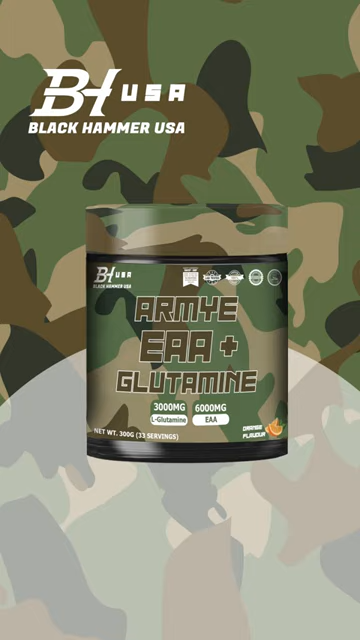 BH USA
BLACK HAMMER USA
BH USA
BLACK HAMMER USA
ARMYE
EAA +
GLUTAMINE
3000MG 6000MG
L-Glutamine EAA
NET WT. 300G (33 SERVINGS)
ORANGE
FLAVOUR